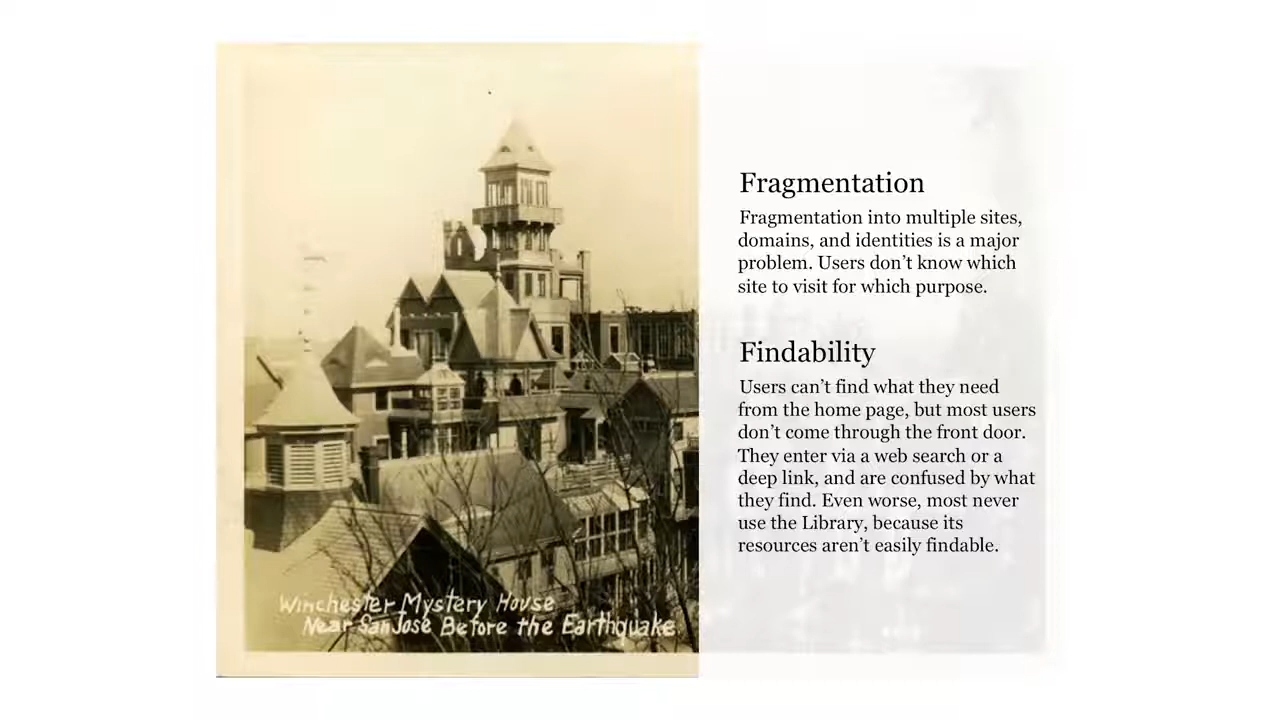 Fragmentation
Fragmentation into multiple sites,
domains, and identities is a major
problem. Users don’t know which
site to visit for which purpose.
Findability
Users can’t find what they need
from the home page, but most users
don’t come through the front door.
They enter via a web search or a
deep link, and are confused by what
they find. Even worse, most never
use the Library, because its
resources aren’t easily findable.
Winchester Mystery House
Near San Jose Before the Earthquake